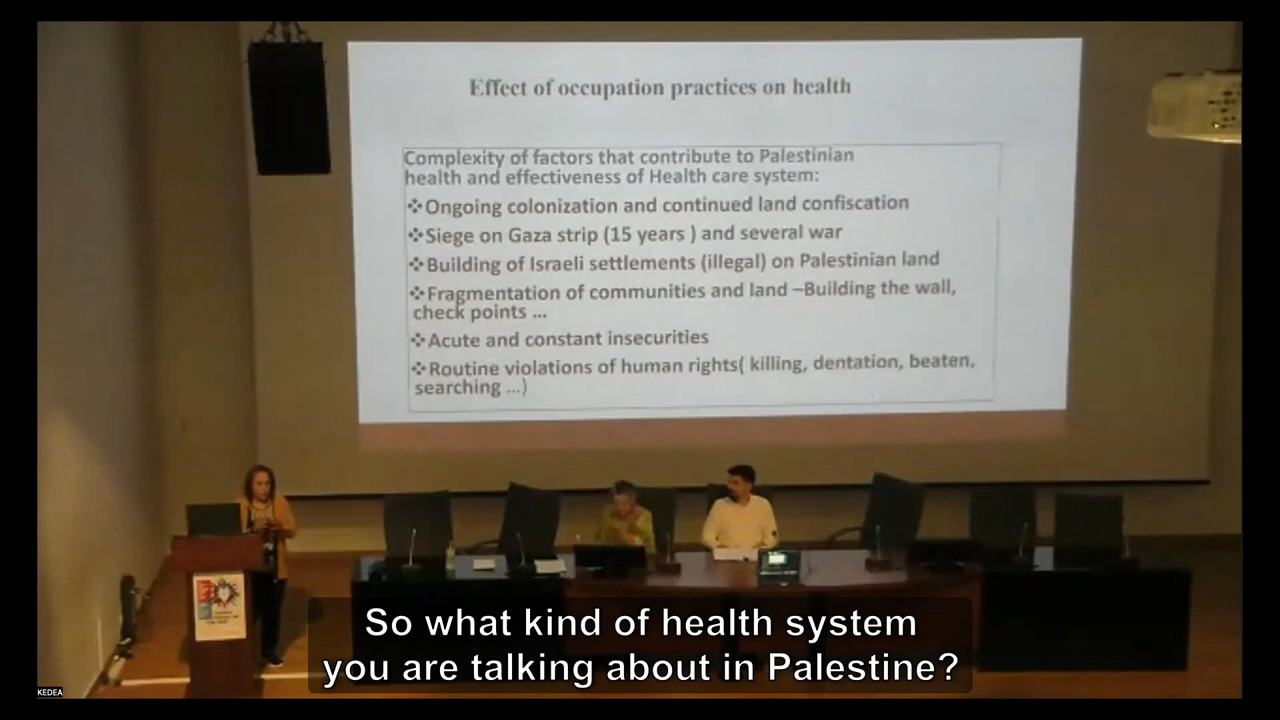 Effect of occupation practices on health
Complexity of factors that contribute to Palestinian
health and effectiveness of Health care system:
❖Ongoing colonization and continued land confiscation
❖Siege on Gaza strip (15 years ) and several war
❖Building of Israeli settlements (illegal) on Palestinian land
❖Fragmentation of communities and land –Building the wall,
check points ...
❖Acute and constant insecurities
❖Routine violations of human rights( killing, dentation, beaten,
searching ...)
So what kind of health system
you are talking about in Palestine?
KEDEA